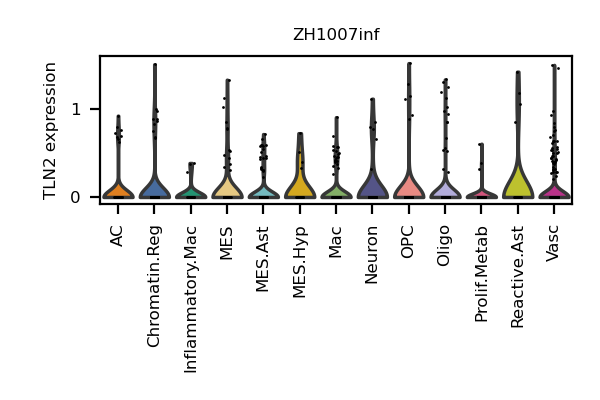 ZH1007inf
TLN2 expression
1
0
AC
Chromatin.Reg
Inflammatory.Mac
MES
MES.Ast
MES.Hyp
Mac
Neuron
OPC
Oligo
Prolif.Metab
Reactive.Ast
Vasc